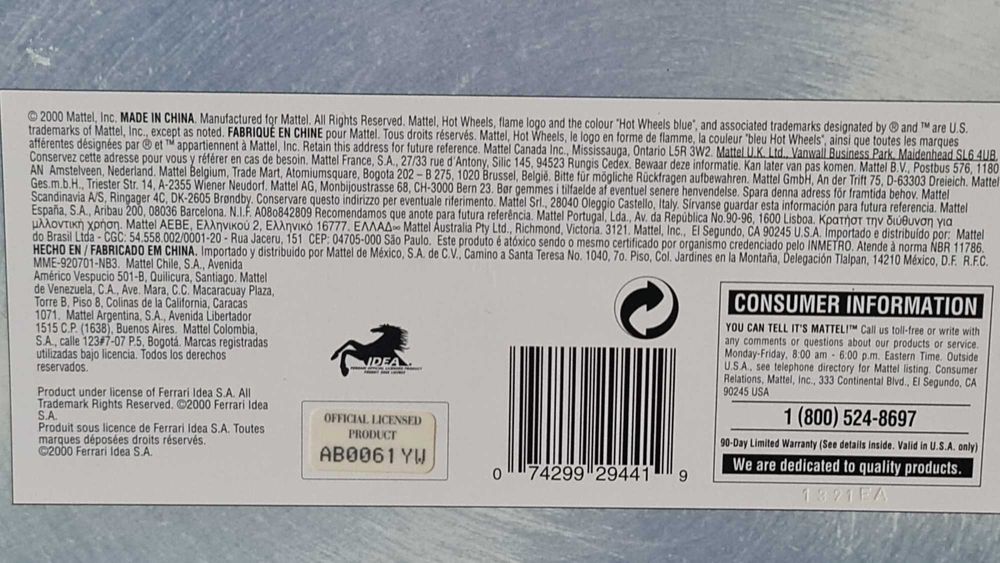 © 2000 Mattel, Inc. MADE IN CHINA. Manufactured for Mattel. All Rights Reserved. Mattel, Hot Wheels, flame logo and the colour "Hot Wheels blue", and associated trademarks designated by ® and ™ are U.S.
trademarks of Mattel, Inc., except as noted. FABRIQUÉ EN CHINE pour Mattel. Tous droits réservés. Mattel, Hot Wheels, le logo en forme de flamme, la couleur "bleu Hot Wheels", ainsi que toutes les marques
afférentes désignées par ® et ™ appartiennent à Mattel, Inc. Retain this address for future reference. Mattel Canada Inc., Mississauga, Ontario L5R 3W2. Mattel U.K. Ltd., Vanwall Business Park, Maidenhead SL6 4UB.
Conservez cette adresse pour vous y référer en cas de besoin. Mattel France, S.A., 27/33 rue d'Antony, Silic 145, 94523 Rungis Cedex. Bewaar deze informatie. Kan later van pas komen. Mattel B.V., Postbus 576, 1180
AN Amstelveen, Nederland. Mattel Belgium, Trade Mart, Atomiumsquare, Bogota 202 – B 275, 1020 Brussel, België. Bitte für mögliche Rückfragen aufbewahren. Mattel GmbH, An der Trift 75, D-63303 Dreieich. Mattel
Ges.m.b.H., Triester Str. 14, A-2355 Wiener Neudorf. Mattel AG, Monbijoustrasse 68, CH-3000 Bern 23. Bør gemmes i tilfaelde af eventuel senere henvendelse. Spara denna adress för framtida behov. Mattel
Scandinavia A/S, Ringager 4C, DK-2605 Brøndby. Conservare questo indirizzo per eventuale riferimento. Mattel Srl., 28040 Oleggio Castello, Italy. Sírvanse guardar esta información para futura referencia. Mattel
España, S.A., Aribau 200, 08036 Barcelona. N.I.F. A08o842809 Recomendamos que anote para futura referência. Mattel Portugal, Lda., Av. da República No.90-96, 1600 Lisboa. Κρατήστ την διύθυνση για
μλλοντική χρήση. Mattel AEBE, Ελληνικού 2, Ελληνικό 16777. ΕΛΛΑΔ∞ Mattel Australia Pty Ltd., Richmond, Victoria. 3121. Mattel, Inc., El Segundo, CA 90245 U.S.A. Importado e distribuido por: Mattel
do Brasil Ltda - CGC: 54.558.002/0001-20 - Rua Jaceru, 151 CEP: 04705-000 São Paulo. Este produto é atóxico sendo o mesmo certificado por organismo credenciado pelo INMETRO. Atende à norma NBR 11786.
HECHO EN / FABRICADO EM CHINA. Importado y distribuido por Mattel de México, S.A. de C.V., Camino a Santa Teresa No. 1040, 7o. Piso, Col. Jardines en la Montaña, Delegación Tlalpan, 14210 México, D.F. R.F.C.
MME-920701-NB3. Mattel Chile, S.A., Avenida
Américo Vespucio 501-B, Quilicura, Santiago. Mattel
de Venezuela, C.A., Ave. Mara, C.C. Macaracuay Plaza,
Torre B, Piso 8, Colinas de la California, Caracas
1071. Mattel Argentina, S.A., Avenida Libertador
1515 C.P. (1638), Buenos Aires. Mattel Colombia,
S.A., calle 123#7-07 P.5, Bogotá. Marcas registradas
utilizadas bajo licencia. Todos los derechos
reservados.
Product under license of Ferrari Idea S.A. All
Trademark Rights Reserved. ©2000 Ferrari Idea
S.A.
Produit sous licence de Ferrari Idea S.A. Toutes
marques déposées droits réservés.
©2000 Ferrari Idea S.A.
IDEA
FERRARI OFFICIAL LICENSED PRODUCT
OFFICIAL LICENSED
PRODUCT
AB0061YW
0 74299 29441 9
CONSUMER INFORMATION
YOU CAN TELL IT'S MATTEL!™ Call us toll-free or write with
any comments or questions about our products or service.
Monday-Friday, 8:00 am - 6:00 p.m. Eastern Time. Outside
U.S.A., see telephone directory for Mattel listing. Consumer
Relations, Mattel, Inc., 333 Continental Blvd., El Segundo, CA
90245 USA
1 (800) 524-8697
90-Day Limited Warranty (See details inside. Valid in U.S.A. only)
We are dedicated to quality products.
1321EA